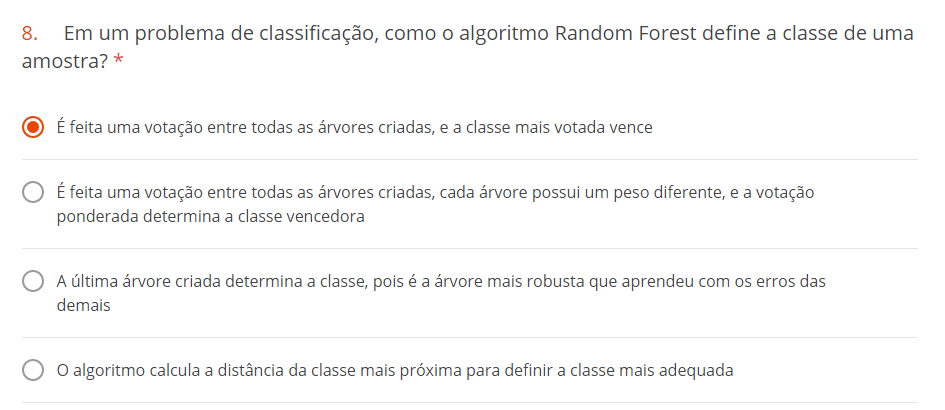 8. Em um problema de classificação, como o algoritmo Random Forest define a classe de uma
amostra? *
É feita uma votação entre todas as árvores criadas, e a classe mais votada vence
É feita uma votação entre todas as árvores criadas, cada árvore possui um peso diferente, e a votação
ponderada determina a classe vencedora
A última árvore criada determina a classe, pois é a árvore mais robusta que aprendeu com os erros das
demais
O algoritmo calcula a distância da classe mais próxima para definir a classe mais adequada